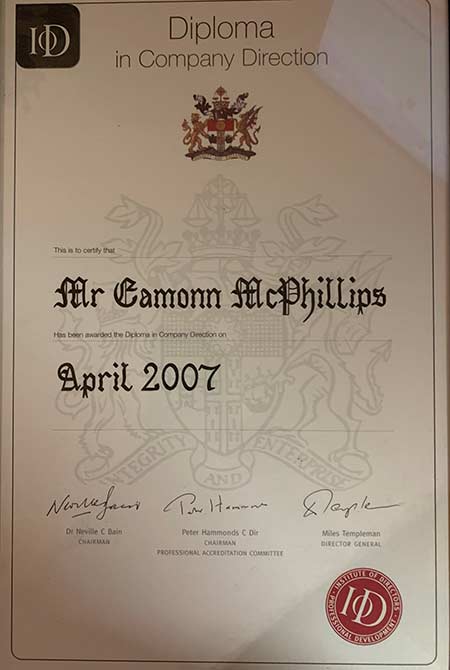 IoD
Diploma
in Company Direction
This is to certify that
Mr Eamonn McPhillips
Has been awarded the Diploma in Company Direction on
April 2007
INTEGRITY AND ENTERPRISE
Dr Neville C Bain
CHAIRMAN
Peter Hammonds C Dir
CHAIRMAN
PROFESSIONAL ACCREDITATION COMMITTEE
Miles Templeman
DIRECTOR GENERAL
INSTITUTE OF DIRECTORS
IoD
PROFESSIONAL DEVELOPMENT